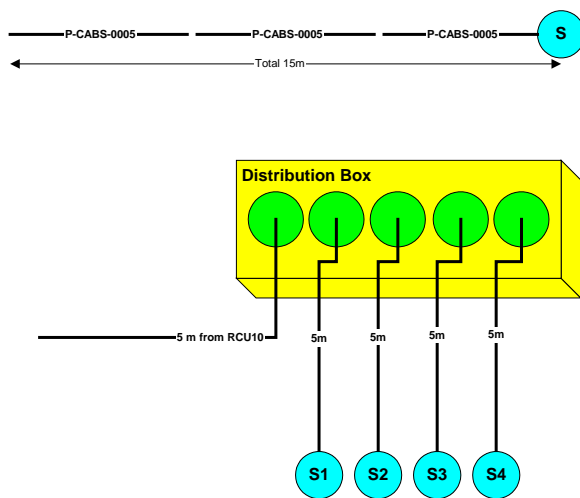 P-CABS-0005 P-CABS-0005 P-CABS-0005 S
Total 15m
Distribution Box
5 m from RCU10 5m 5m 5m 5m
S1 S2 S3 S4